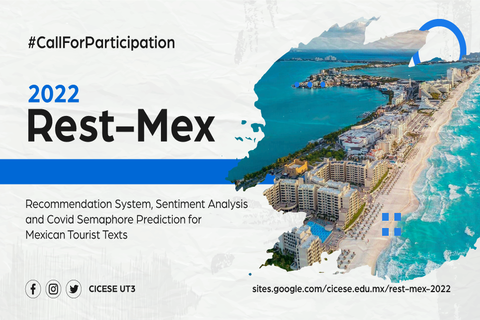 #CallForParticipation
2022
Rest-Mex
Recommendation System, Sentiment Analysis
and Covid Semaphore Prediction for
Mexican Tourist Texts
CICESE UT3
sites.google.com/cicese.edu.mx/rest-mex-2022